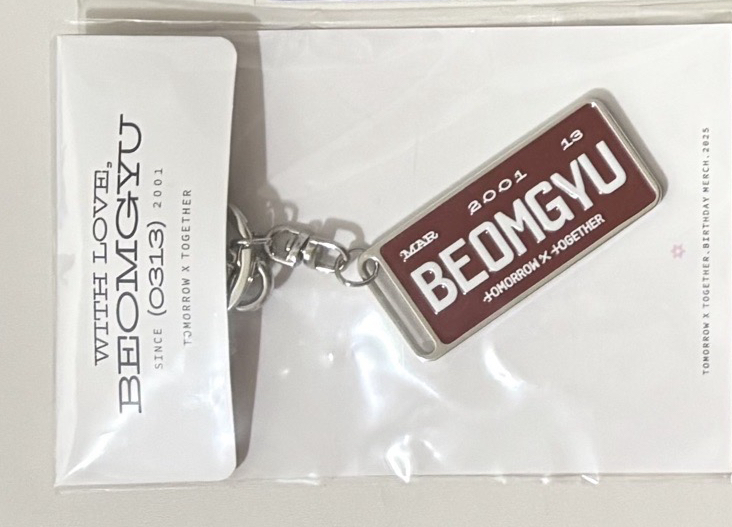 WITH LOVE,
BEOMGYU
SINCE (0313) 2001
TOMORROW X TOGETHER
MAR 2001 13
BEOMGYU
TOMORROW X TOGETHER
TOMORROW X TOGETHER.BIRTHDAY MERCH.2025